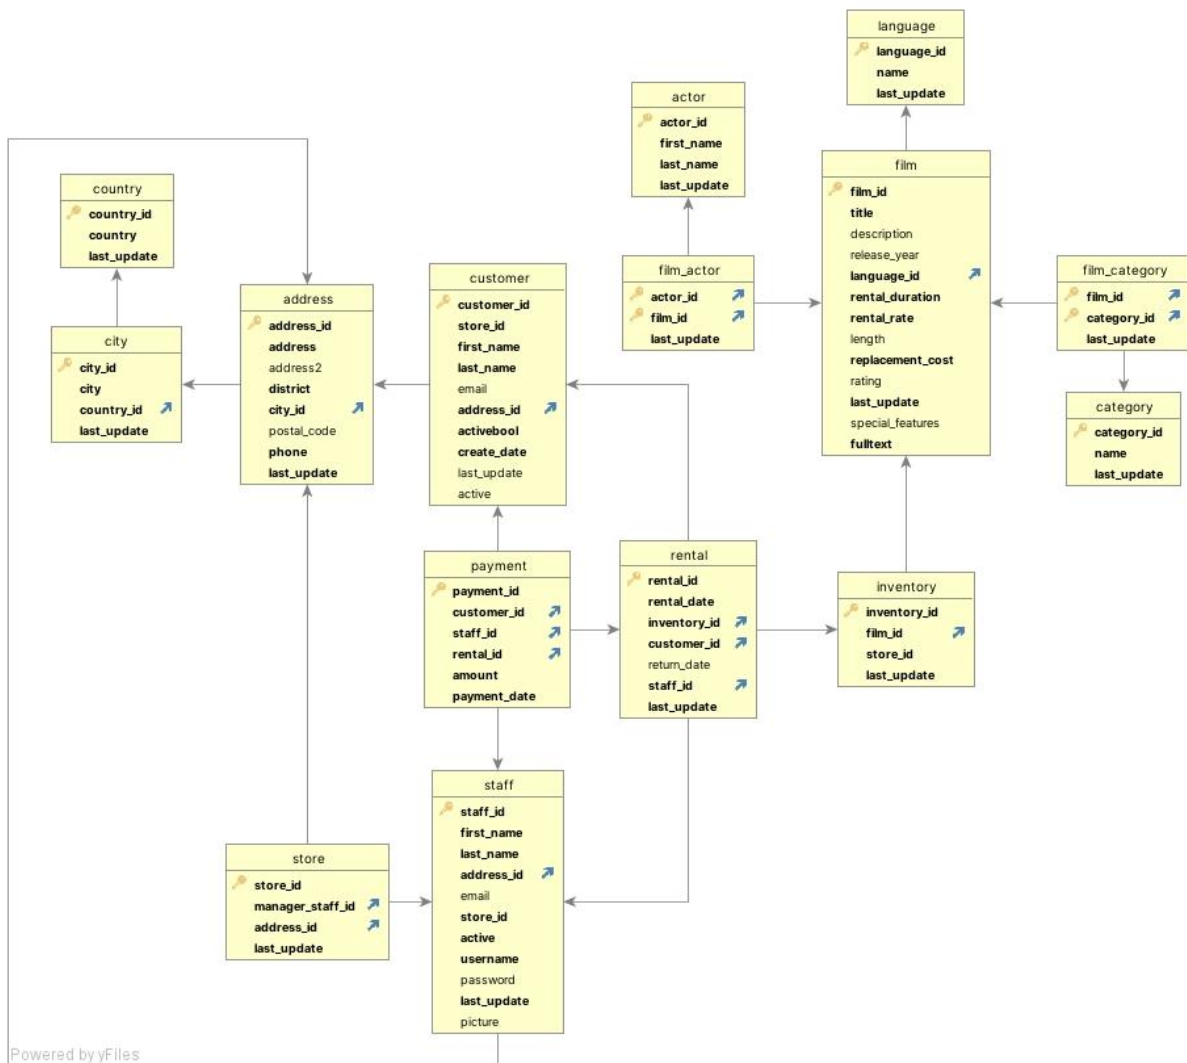 language
language_id
name
last_update
actor
actor_id
first_name
last_name
last_update
film
film_id
title
description
release_year
language_id
rental_duration
rental_rate
length
replacement_cost
rating
last_update
special_features
fulltext
country
country_id
country
last_update
film_actor
actor_id
film_id
last_update
film_category
film_id
category_id
last_update
customer
customer_id
store_id
first_name
last_name
email
address_id
activebool
create_date
last_update
active
address
address_id
address
address2
district
city_id
postal_code
phone
last_update
city
city_id
city
country_id
last_update
category
category_id
name
last_update
payment
payment_id
customer_id
staff_id
rental_id
amount
payment_date
rental
rental_id
rental_date
inventory_id
customer_id
return_date
staff_id
last_update
inventory
inventory_id
film_id
store_id
last_update
staff
staff_id
first_name
last_name
address_id
email
store_id
active
username
password
last_update
picture
store
store_id
manager_staff_id
address_id
last_update
Powered by yFiles